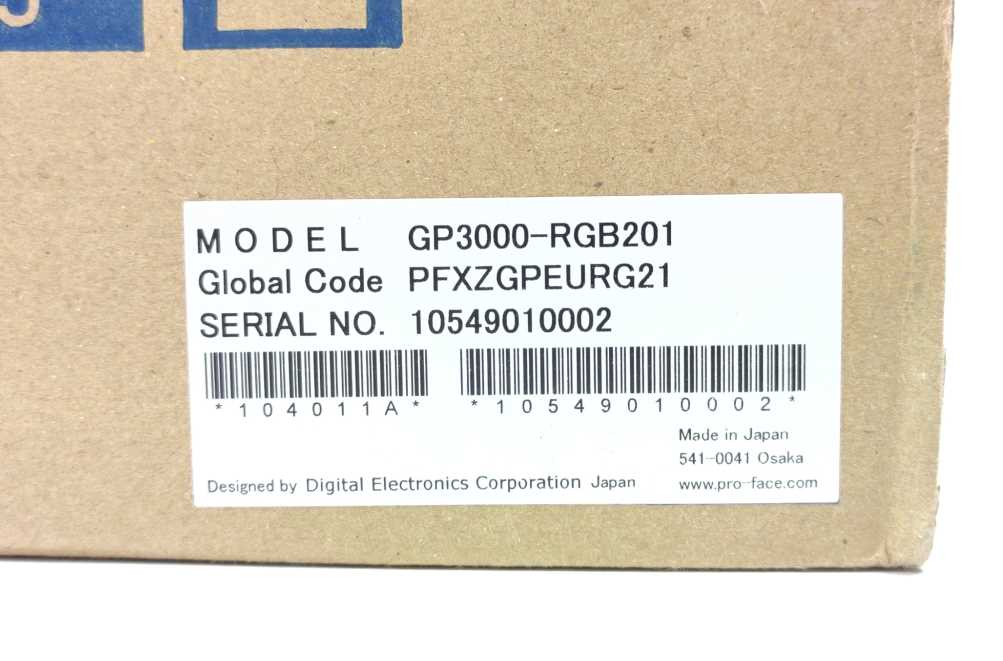 MODEL GP3000-RGB201
Global Code PFXZGPEURG21
SERIAL NO. 10549010002
*104011A* *10549010002*
Made in Japan
541-0041 Osaka
Designed by Digital Electronics Corporation Japan www.pro-face.com